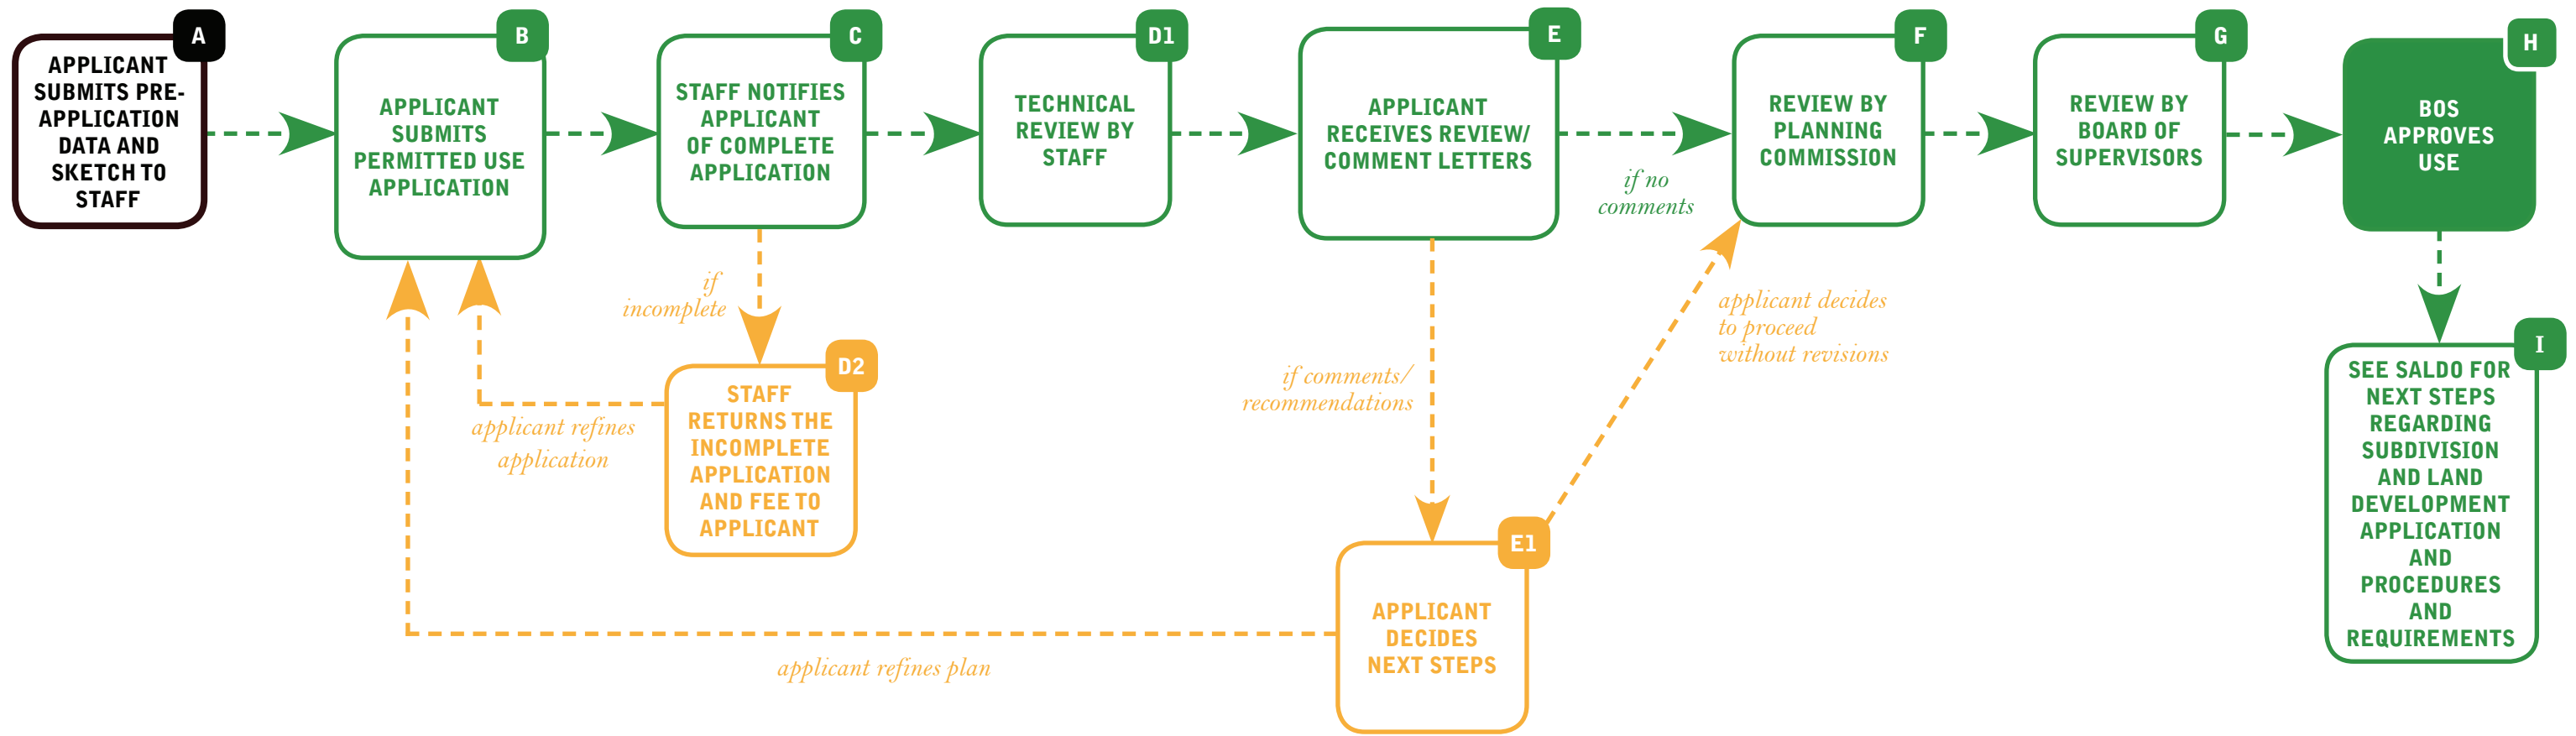 A
APPLICANT
SUBMITS PRE-
APPLICATION
DATA AND
SKETCH TO
STAFF
B
APPLICANT
SUBMITS
PERMITTED USE
APPLICATION
C
STAFF NOTIFIES
APPLICANT
OF COMPLETE
APPLICATION
D1
TECHNICAL
REVIEW BY
STAFF
E
APPLICANT
RECEIVES REVIEW/
COMMENT LETTERS
if no
comments
F
REVIEW BY
PLANNING
COMMISSION
G
REVIEW BY
BOARD OF
SUPERVISORS
H
BOS
APPROVES
USE
if
incomplete
D2
STAFF
RETURNS THE
INCOMPLETE
APPLICATION
AND FEE TO
APPLICANT
applicant refines
application
if comments/
recommendations
applicant decides
to proceed
without revisions
E1
APPLICANT
DECIDES
NEXT STEPS
applicant refines plan
I
SEE SALDO FOR
NEXT STEPS
REGARDING
SUBDIVISION
AND LAND
DEVELOPMENT
APPLICATION
AND
PROCEDURES
AND
REQUIREMENTS